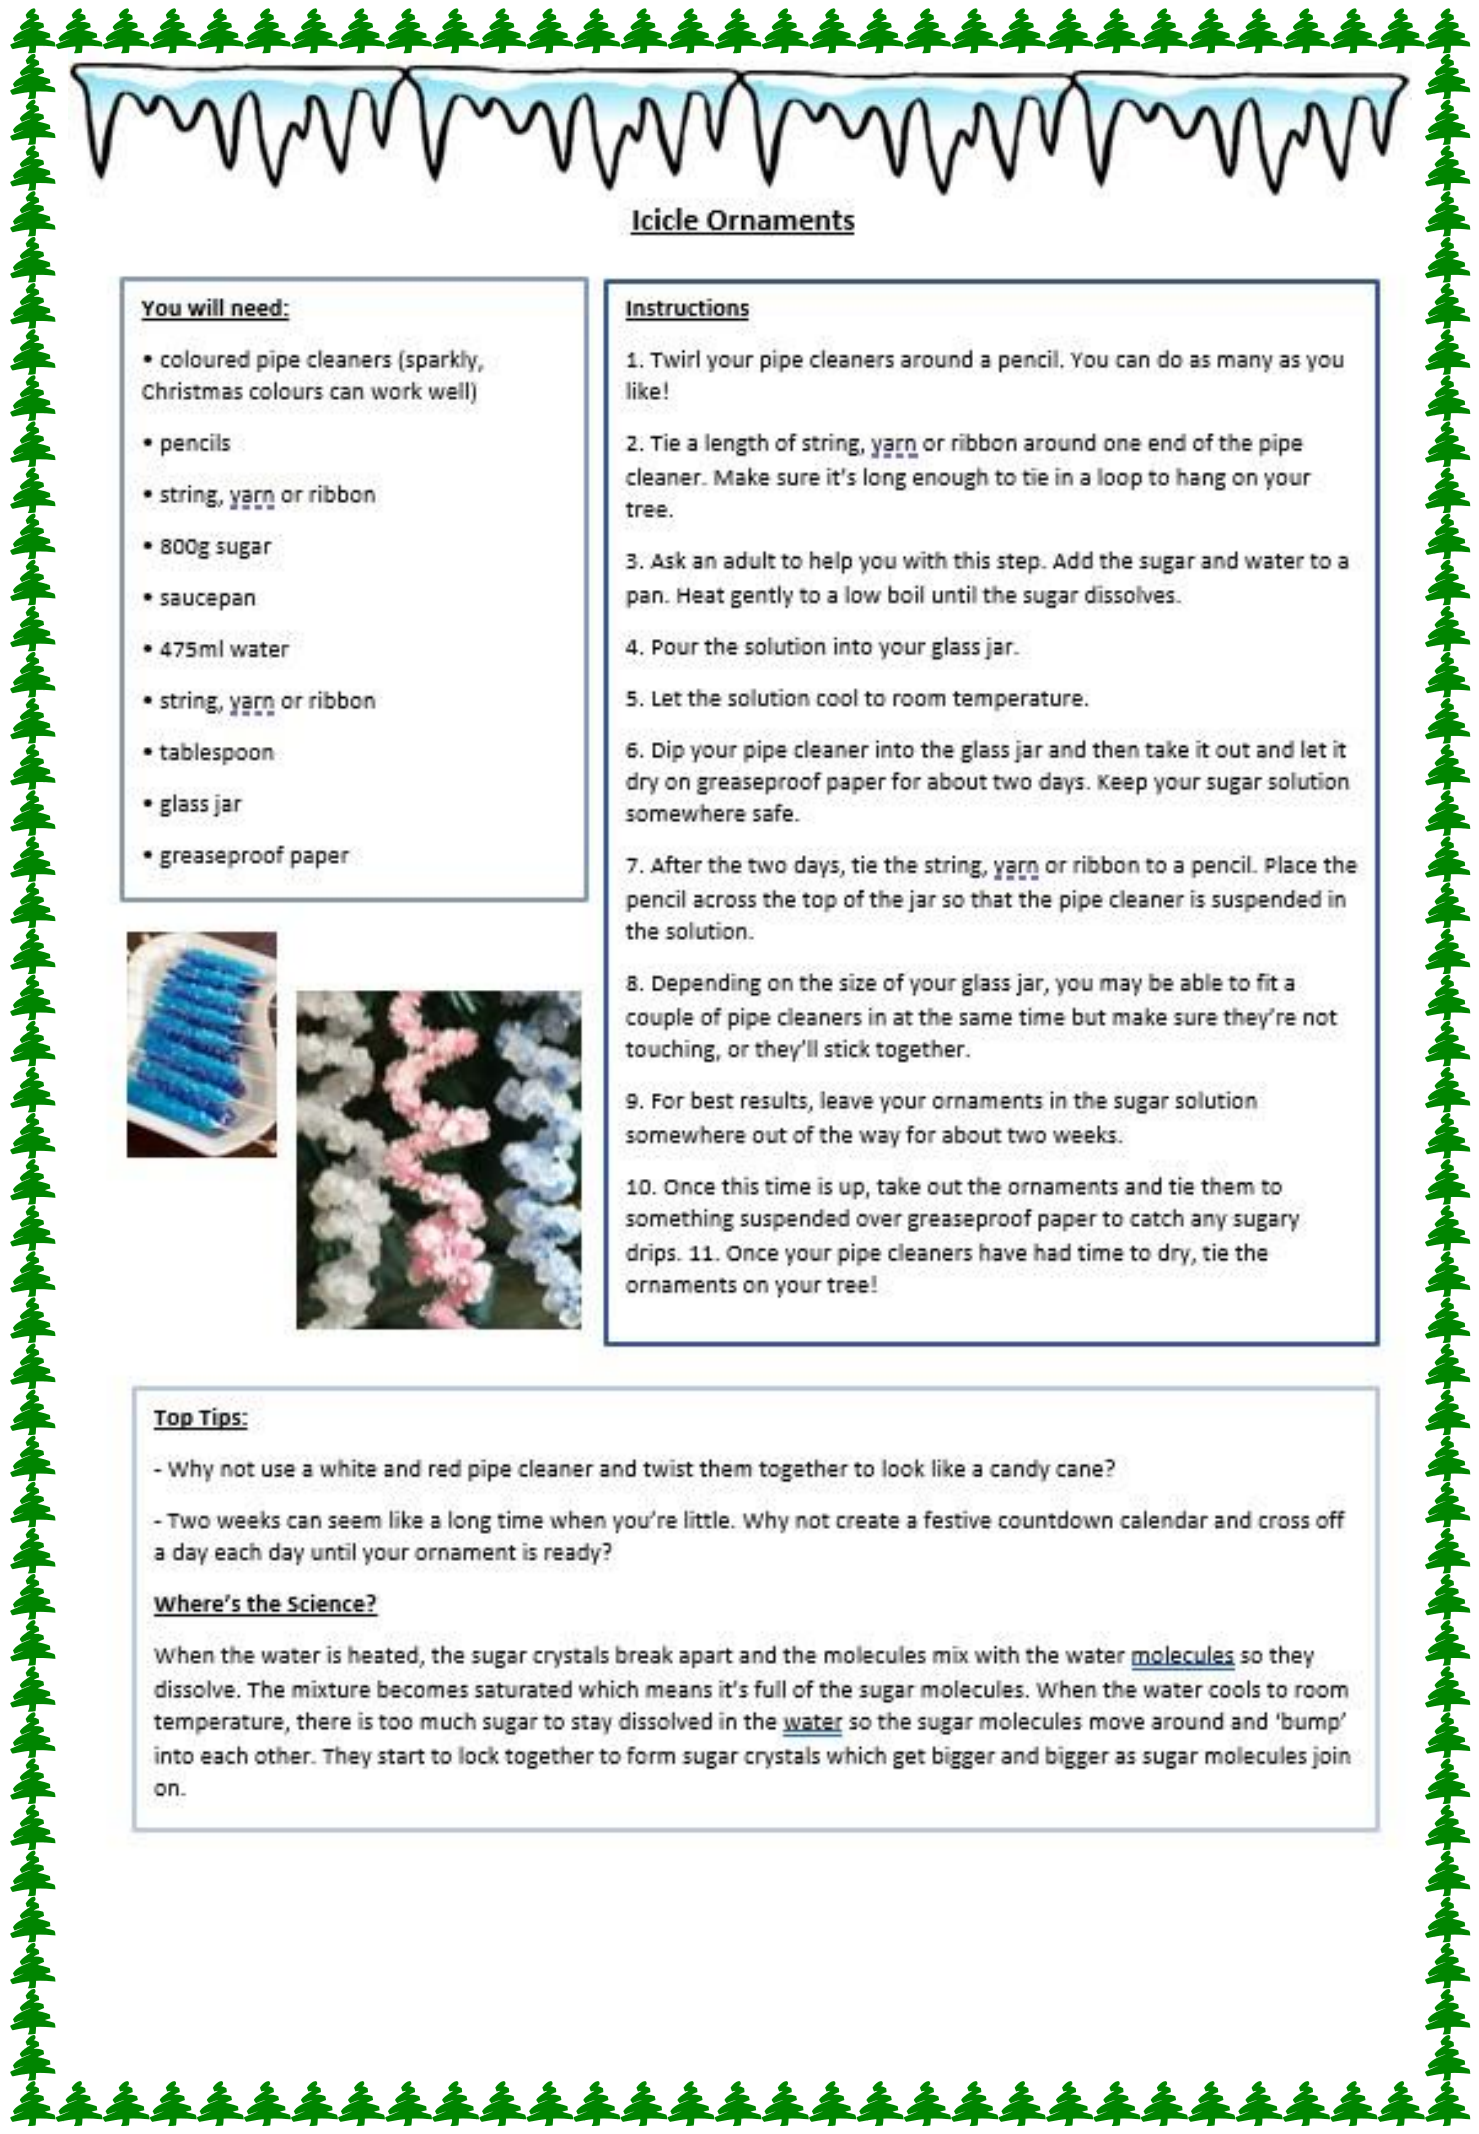 Icicle Ornaments
You will need:
• coloured pipe cleaners (sparkly,
Christmas colours can work well)
• pencils
• string, yarn or ribbon
• 800g sugar
• saucepan
• 475ml water
• string, yarn or ribbon
• tablespoon
• glass jar
• greaseproof paper
Instructions
1. Twirl your pipe cleaners around a pencil. You can do as many as you
like!
2. Tie a length of string, yarn or ribbon around one end of the pipe
cleaner. Make sure it's long enough to tie in a loop to hang on your
tree.
3. Ask an adult to help you with this step. Add the sugar and water to a
pan. Heat gently to a low boil until the sugar dissolves.
4. Pour the solution into your glass jar.
5. Let the solution cool to room temperature.
6. Dip your pipe cleaner into the glass jar and then take it out and let it
dry on greaseproof paper for about two days. Keep your sugar solution
somewhere safe.
7. After the two days, tie the string, yarn or ribbon to a pencil. Place the
pencil across the top of the jar so that the pipe cleaner is suspended in
the solution.
8. Depending on the size of your glass jar, you may be able to fit a
couple of pipe cleaners in at the same time but make sure they're not
touching, or they'll stick together.
9. For best results, leave your ornaments in the sugar solution
somewhere out of the way for about two weeks.
10. Once this time is up, take out the ornaments and tie them to
something suspended over greaseproof paper to catch any sugary
drips. 11. Once your pipe cleaners have had time to dry, tie the
ornaments on your tree!
Top Tips:
- Why not use a white and red pipe cleaner and twist them together to look like a candy cane?
- Two weeks can seem like a long time when you're little. Why not create a festive countdown calendar and cross off
a day each day until your ornament is ready?
Where's the Science?
When the water is heated, the sugar crystals break apart and the molecules mix with the water molecules so they
dissolve. The mixture becomes saturated which means it's full of the sugar molecules. When the water cools to room
temperature, there is too much sugar to stay dissolved in the water so the sugar molecules move around and 'bump'
into each other. They start to lock together to form sugar crystals which get bigger and bigger as sugar molecules join
on.